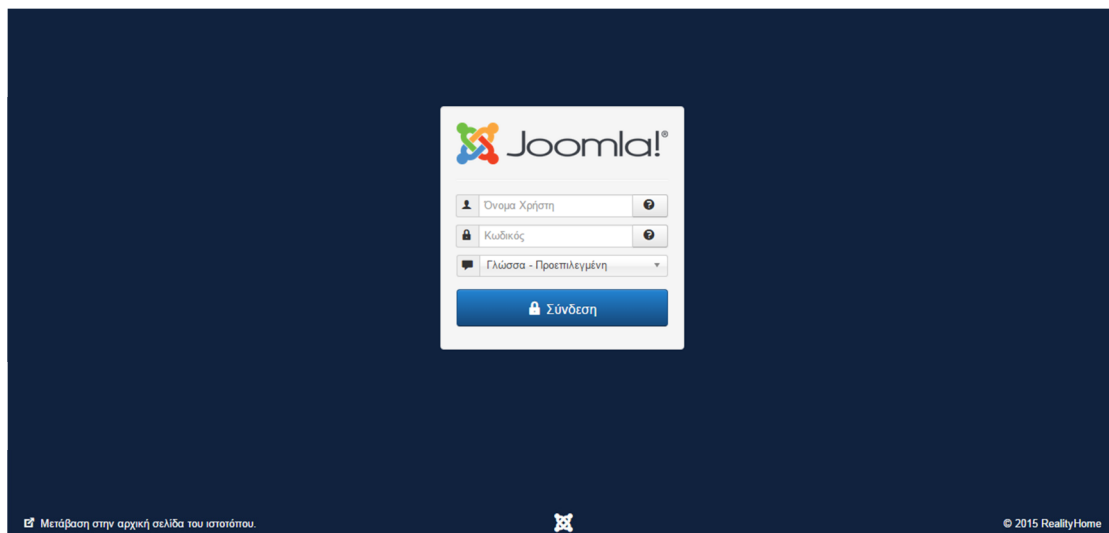 Joomla!®
Όνομα Χρήστη
Κωδικός
Γλώσσα - Προεπιλεγμένη
Σύνδεση
Μετάβαση στην αρχική σελίδα του ιστοτόπου.
© 2015 RealityHome